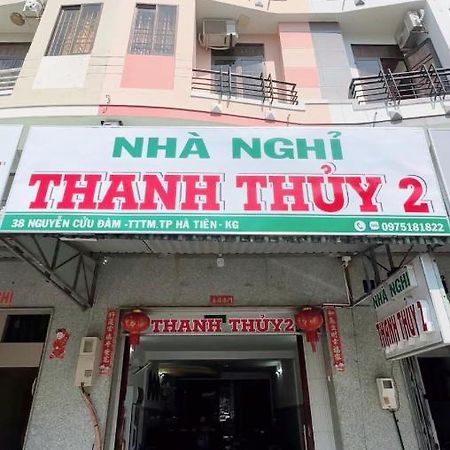 NHÀ NGHỈ
THANH THỦY 2
38 NGUYỄN CỬU ĐÀM -TTTM.TP HÀ TIÊN - KG
0975181822
NHÀ NGHỈ
THANH THỦY 2
THANH THỦY 2